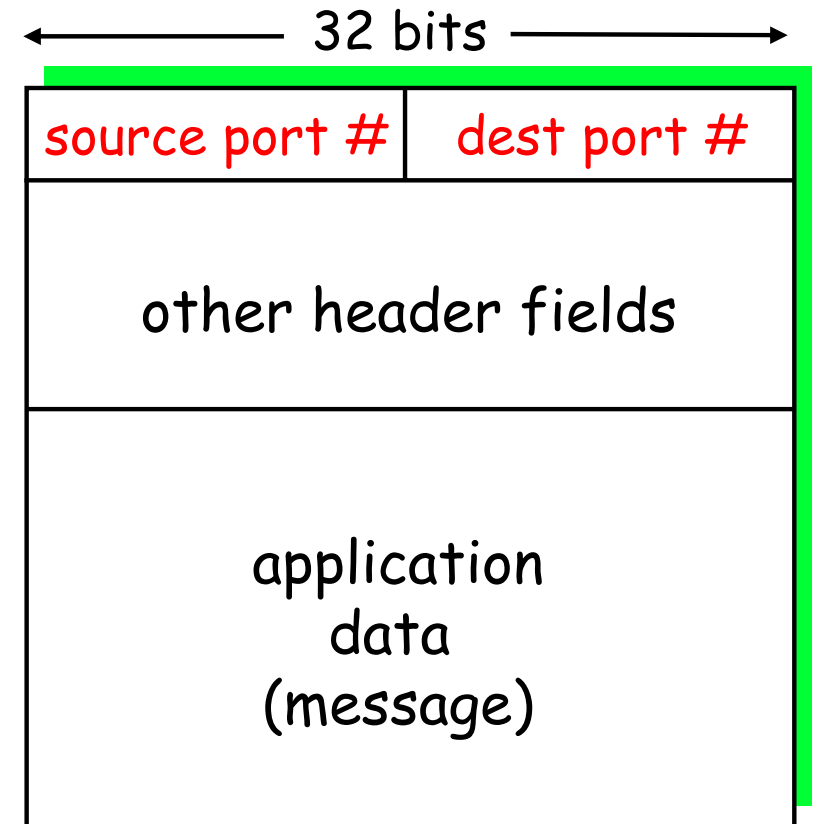 32 bits
source port # dest port #
other header fields
application
data
(message)